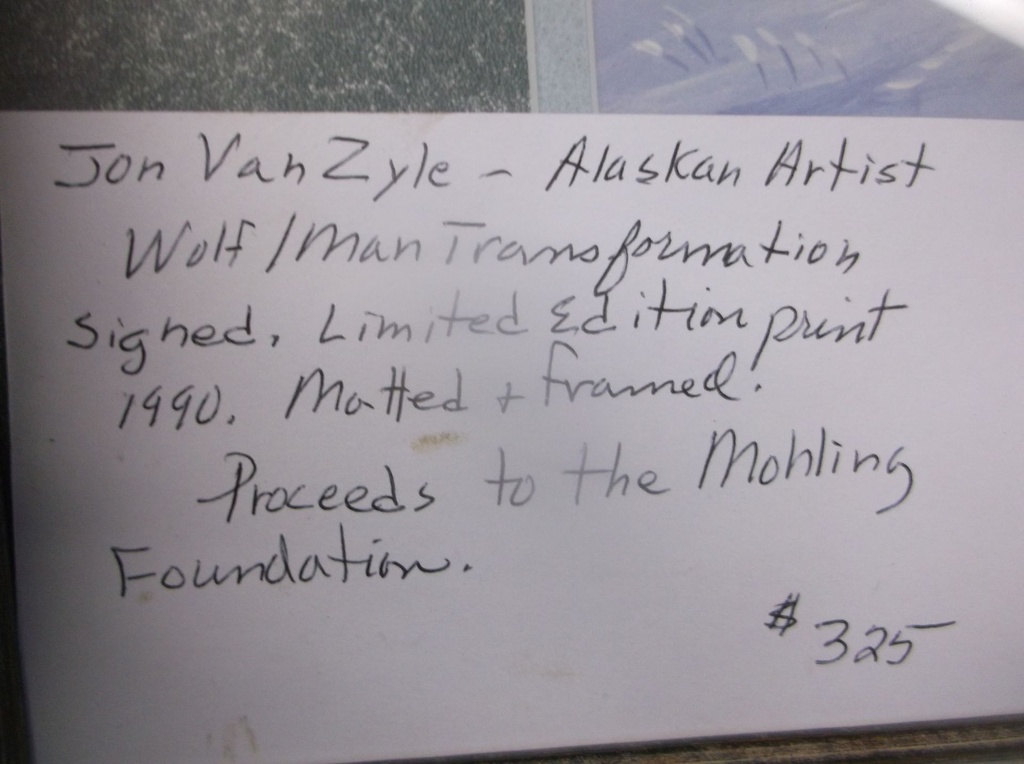 Jon Van Zyle - Alaskan Artist
Wolf/Man Transformation
Signed, Limited Edition print
1990. Matted + framed.
Proceeds to the Mohling
Foundation.
$325